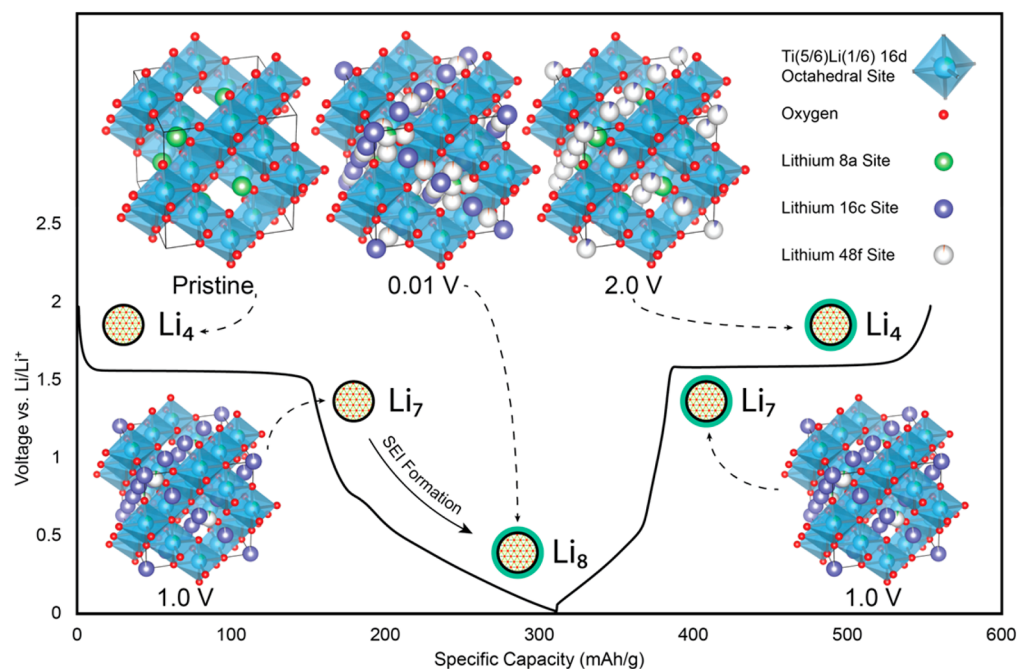 Ti(5/6)Li(1/6) 16d
Octahedral Site
Oxygen
Lithium 8a Site
Lithium 16c Site
Lithium 48f Site
Pristine
0.01 V
2.0 V
Li₄
Li₄
Li₇
Li₇
SEI Formation
Li₈
1.0 V
1.0 V
Voltage vs. Li/Li⁺
2.5
2
1.5
1
0.5
0
0
100
200
300
400
500
600
Specific Capacity (mAh/g)